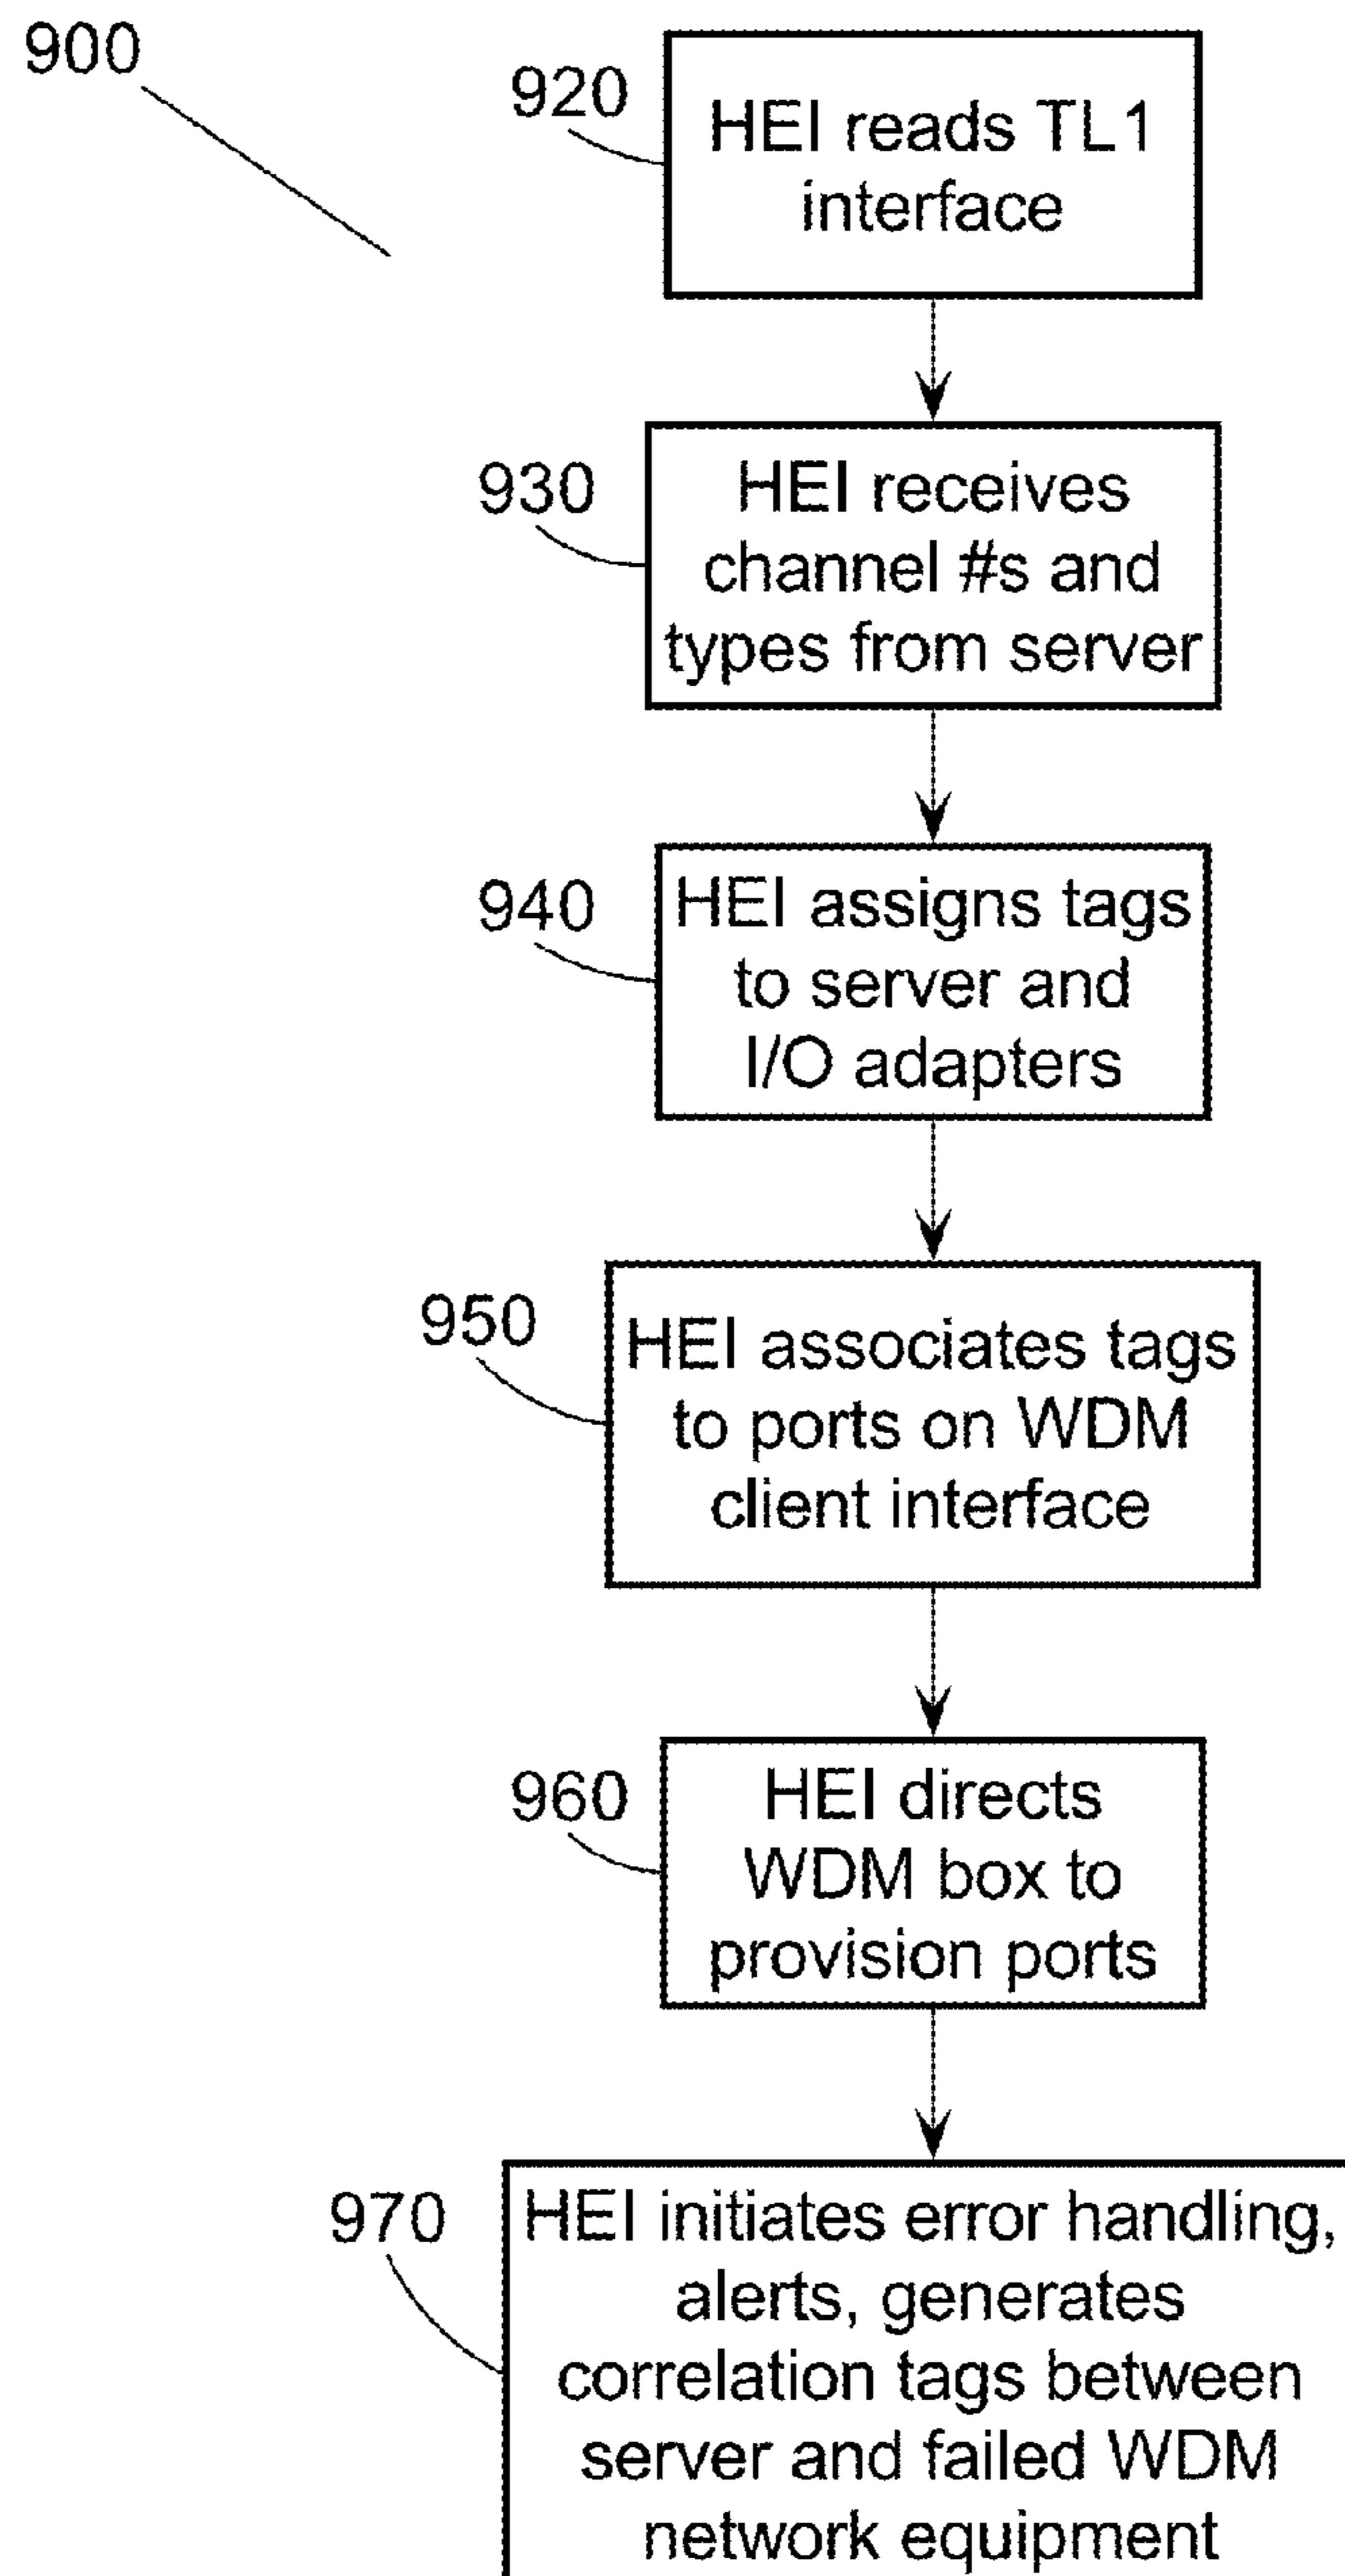 900
920
HEI reads TL1
interface
930
HEI receives
channel #s and
types from server
940
HEI assigns tags
to server and
I/O adapters
950
HEI associates tags
to ports on WDM
client interface
960
HEI directs
WDM box to
provision ports
970
HEI initiates error handling,
alerts, generates
correlation tags between
server and failed WDM
network equipment